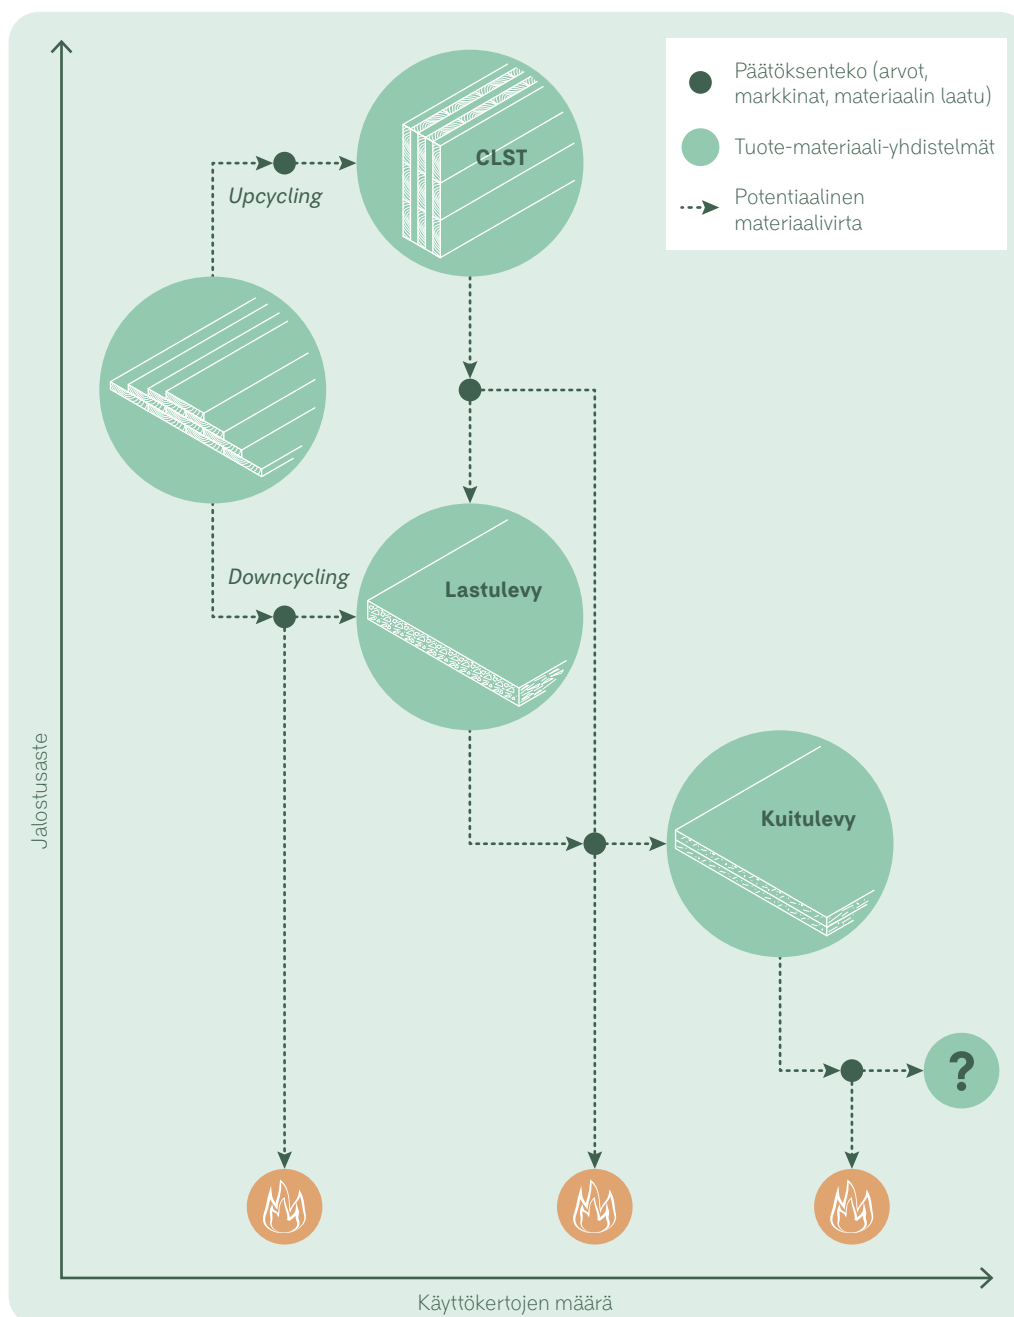 Päätöksenteko (arvot,
markkinat, materiaalin laatu)
Tuote-materiaali-yhdistelmät
Potentiaalinen
materiaalivirta
CLST
Upcycling
Downcycling
Lastulevy
Kuitulevy
?
Jalostusaste
Käyttökertojen määrä